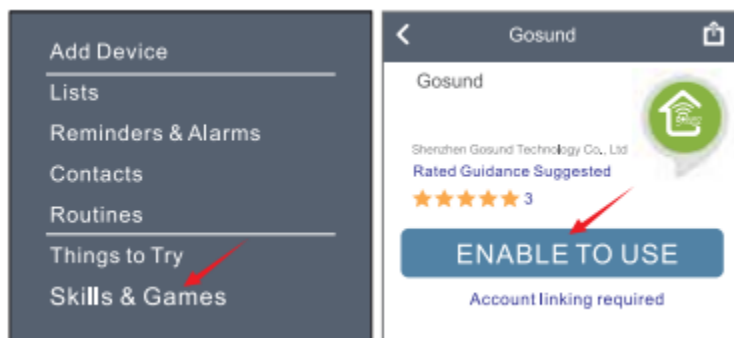 Add Device
Lists
Reminders & Alarms
Contacts
Routines
Things to Try
Skills & Games
Gosund
Gosund
Shenzhen Gosund Technology Co., Ltd
Rated Guidance Suggested
3
ENABLE TO USE
Account linking required